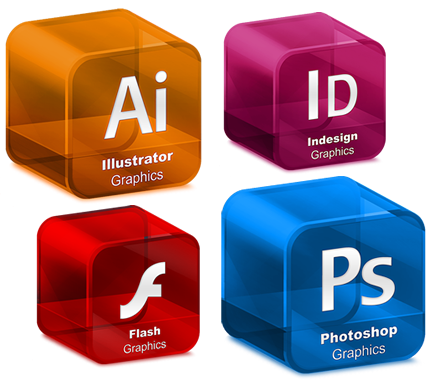 Ai
Illustrator
Graphics
ID
Indesign
Graphics
f
Flash
Graphics
Ps
Photoshop
Graphics